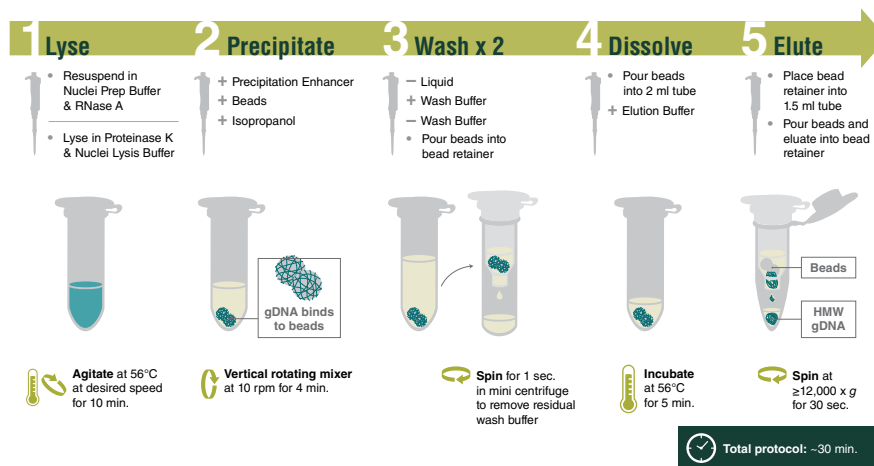 1 Lyse
• Resuspend in
Nuclei Prep Buffer
& RNase A
• Lyse in Proteinase K
& Nuclei Lysis Buffer
Agitate at 56°C
at desired speed
for 10 min.
2 Precipitate
+ Precipitation Enhancer
+ Beads
+ Isopropanol
gDNA binds
to beads
Vertical rotating mixer
at 10 rpm for 4 min.
3 Wash x 2
– Liquid
+ Wash Buffer
– Wash Buffer
• Pour beads into
bead retainer
Spin for 1 sec.
in mini centrifuge
to remove residual
wash buffer
4 Dissolve
• Pour beads
into 2 ml tube
+ Elution Buffer
Incubate
at 56°C
for 5 min.
5 Elute
• Place bead
retainer into
1.5 ml tube
• Pour beads and
eluate into bead
retainer
Beads
HMW
gDNA
Spin at
≥12,000 x g
for 30 sec.
Total protocol: ~30 min.